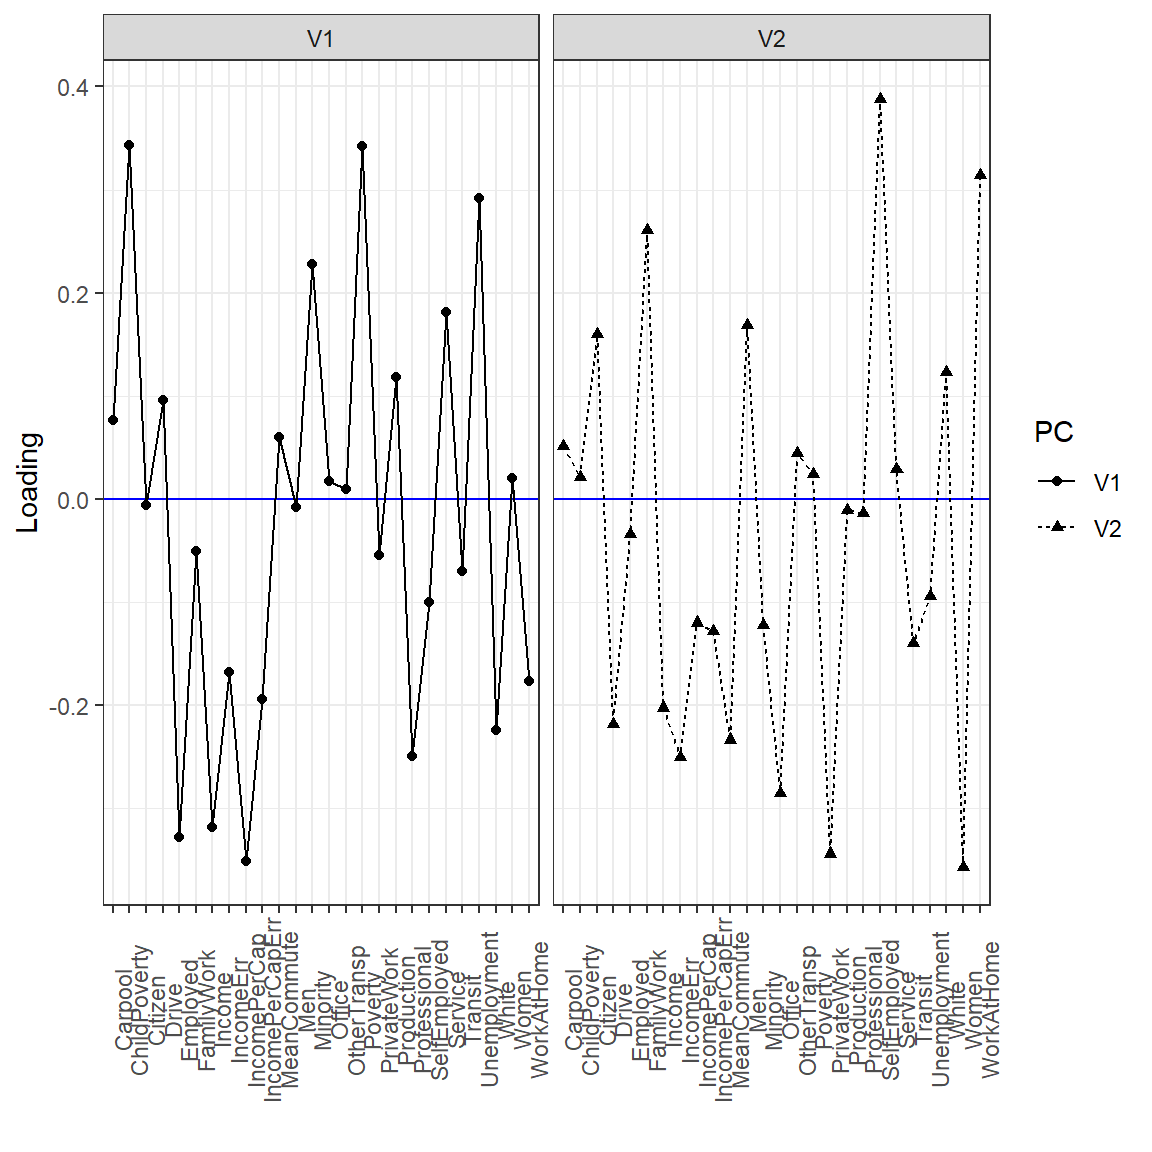 V1
V2
0.4
0.2
0.0
-0.2
Loading
Carpool
ChildPoverty
Citizen
Drive
Employed
FamilyWork
Income
IncomeErr
IncomePerCap
IncomePerCapErr
MeanCommute
Men
Minority
Office
OtherTransp
Poverty
PrivateWork
Production
Professional
SelfEmployed
Service
Transit
Unemployment
White
Women
WorkAtHome
Carpool
ChildPoverty
Citizen
Drive
Employed
FamilyWork
Income
IncomeErr
IncomePerCap
IncomePerCapErr
MeanCommute
Men
Minority
Office
OtherTransp
Poverty
PrivateWork
Production
Professional
SelfEmployed
Service
Transit
Unemployment
White
Women
WorkAtHome
PC
V1
V2